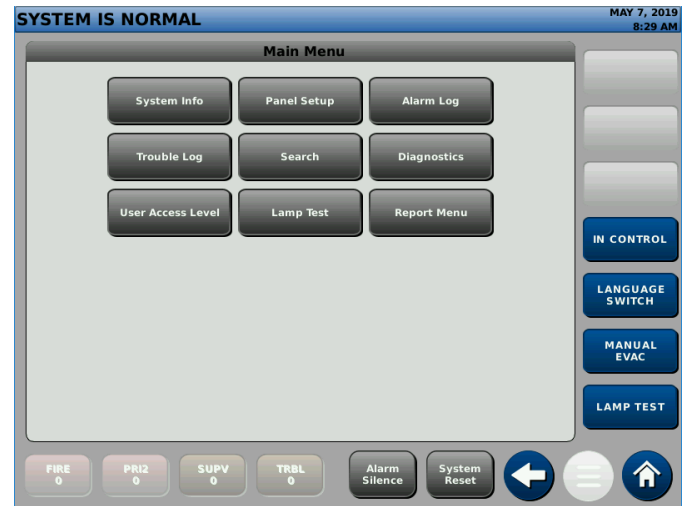 SYSTEM IS NORMAL
MAY 7, 2019
8:29 AM
Main Menu
System Info
Panel Setup
Alarm Log
Trouble Log
Search
Diagnostics
User Access Level
Lamp Test
Report Menu
IN CONTROL
LANGUAGE
SWITCH
MANUAL
EVAC
LAMP TEST
FIRE
0
PRI2
0
SUPV
0
TRBL
0
Alarm
Silence
System
Reset